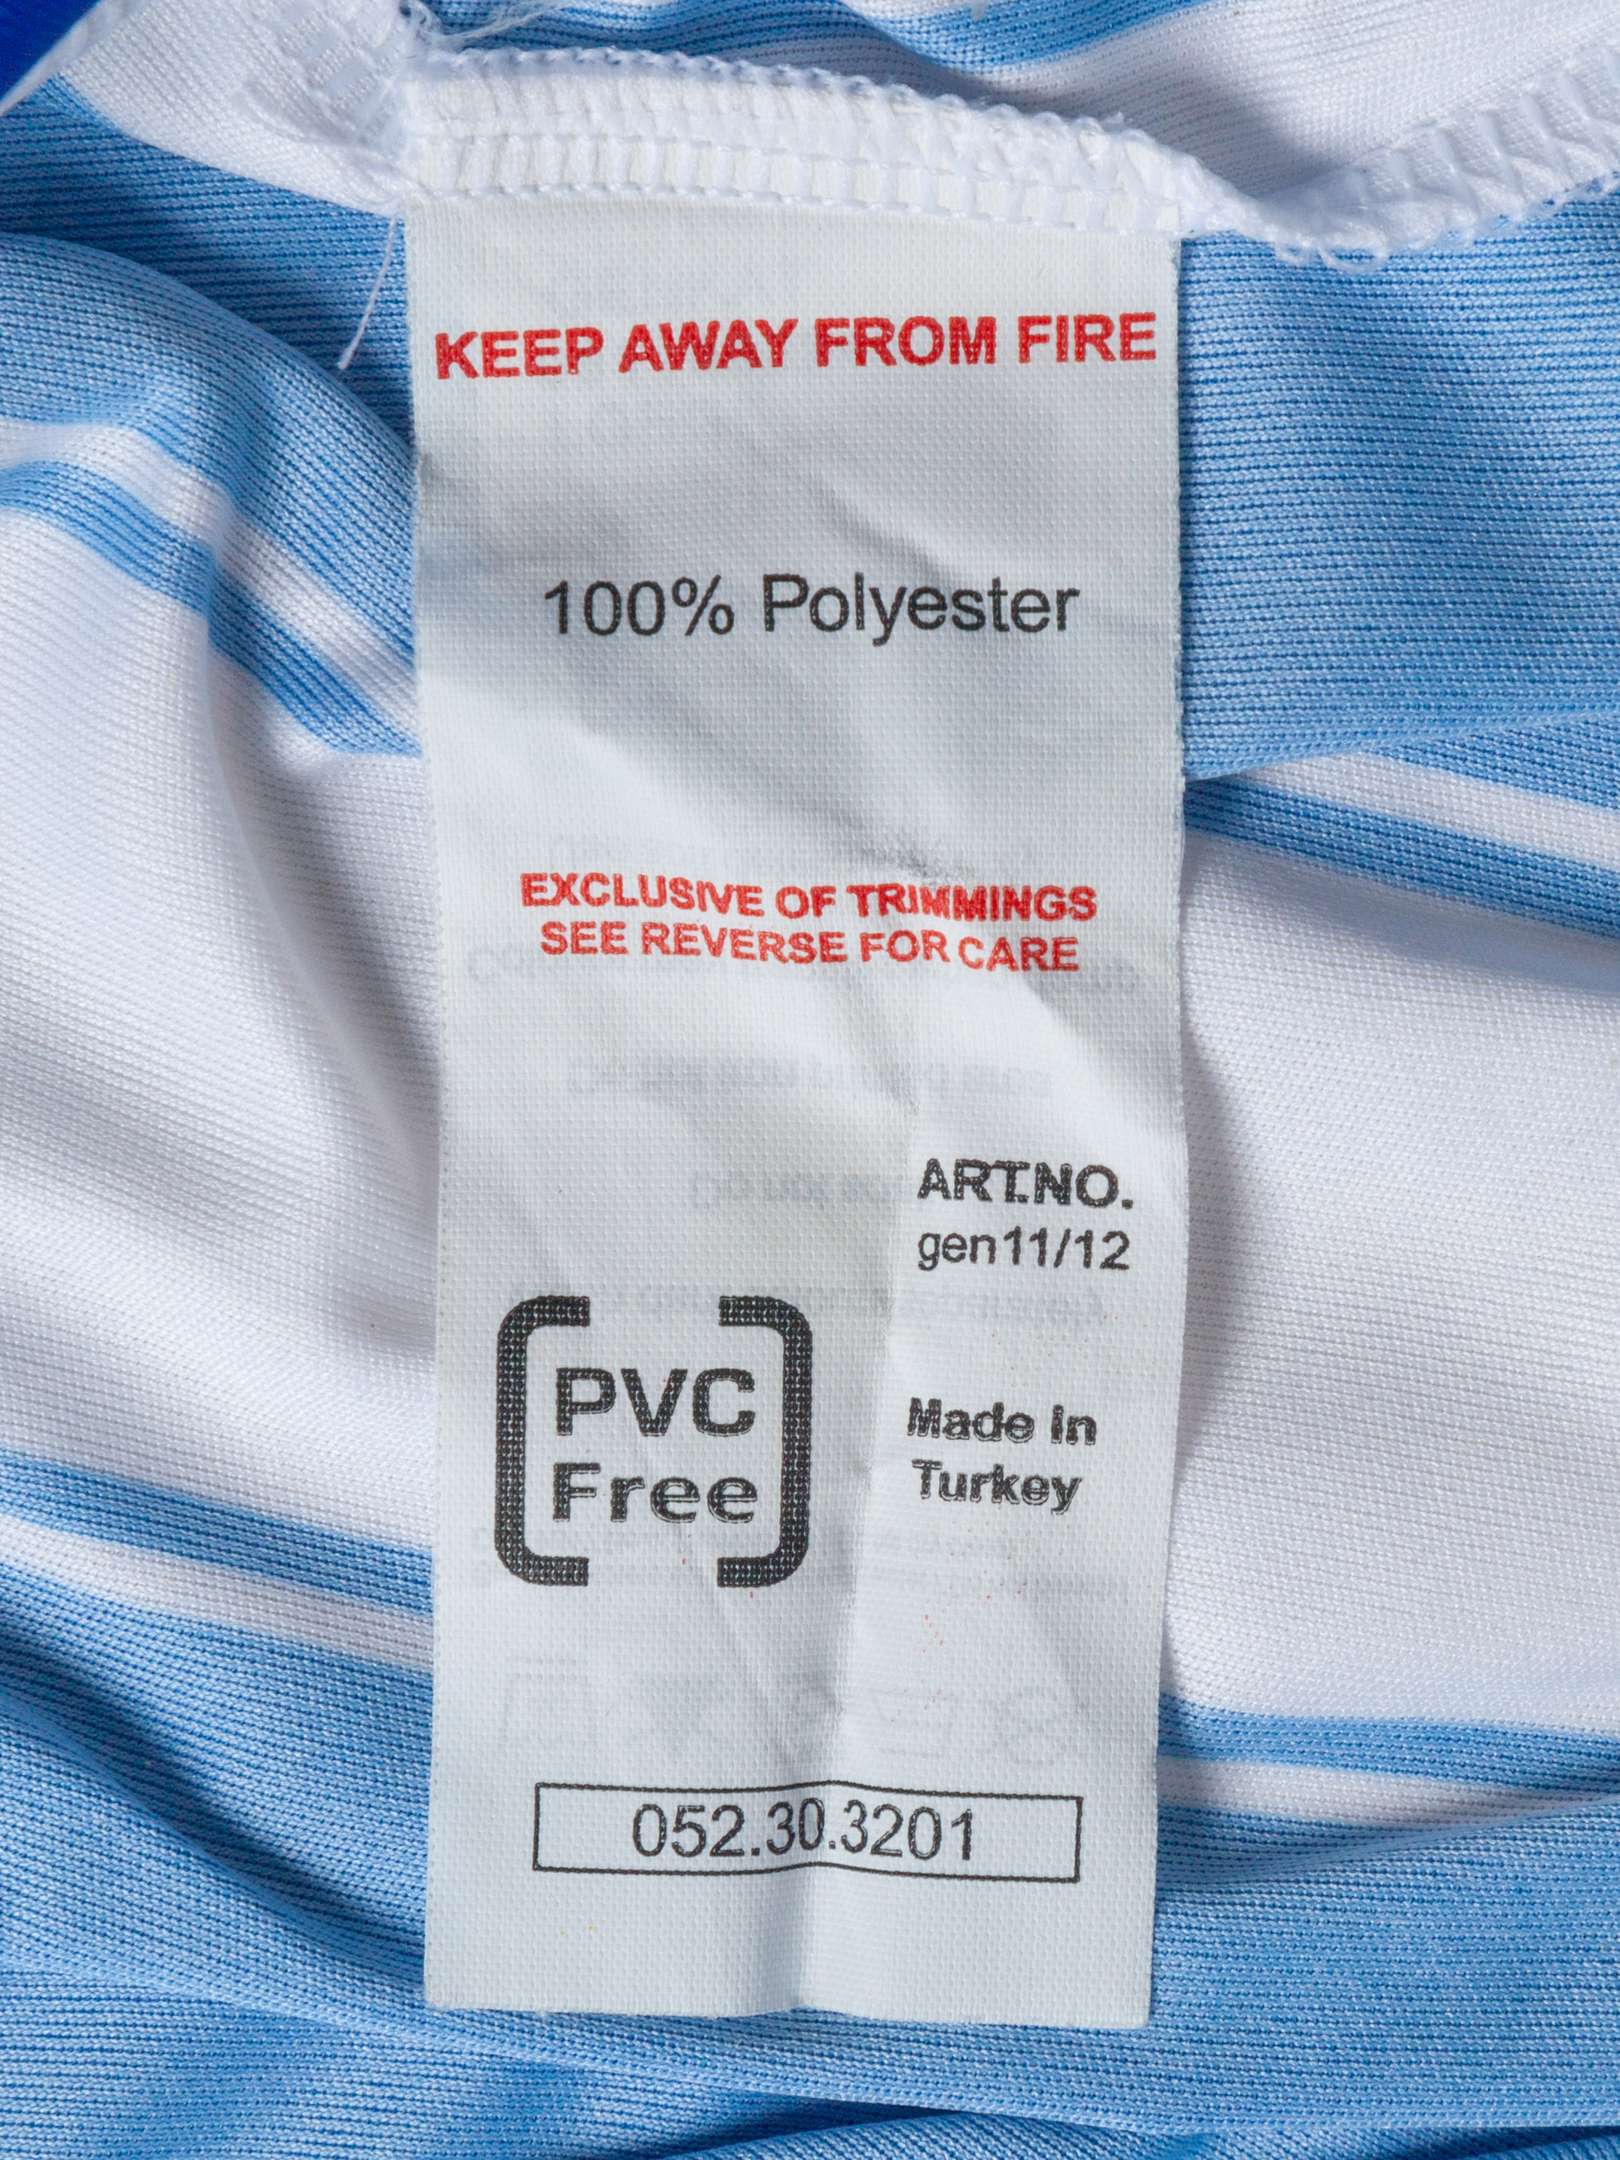 KEEP AWAY FROM FIRE
100% Polyester
EXCLUSIVE OF TRIMMINGS
SEE REVERSE FOR CARE
ART.NO.
gen11/12
PVC
Free
Made in
Turkey
052.30.3201